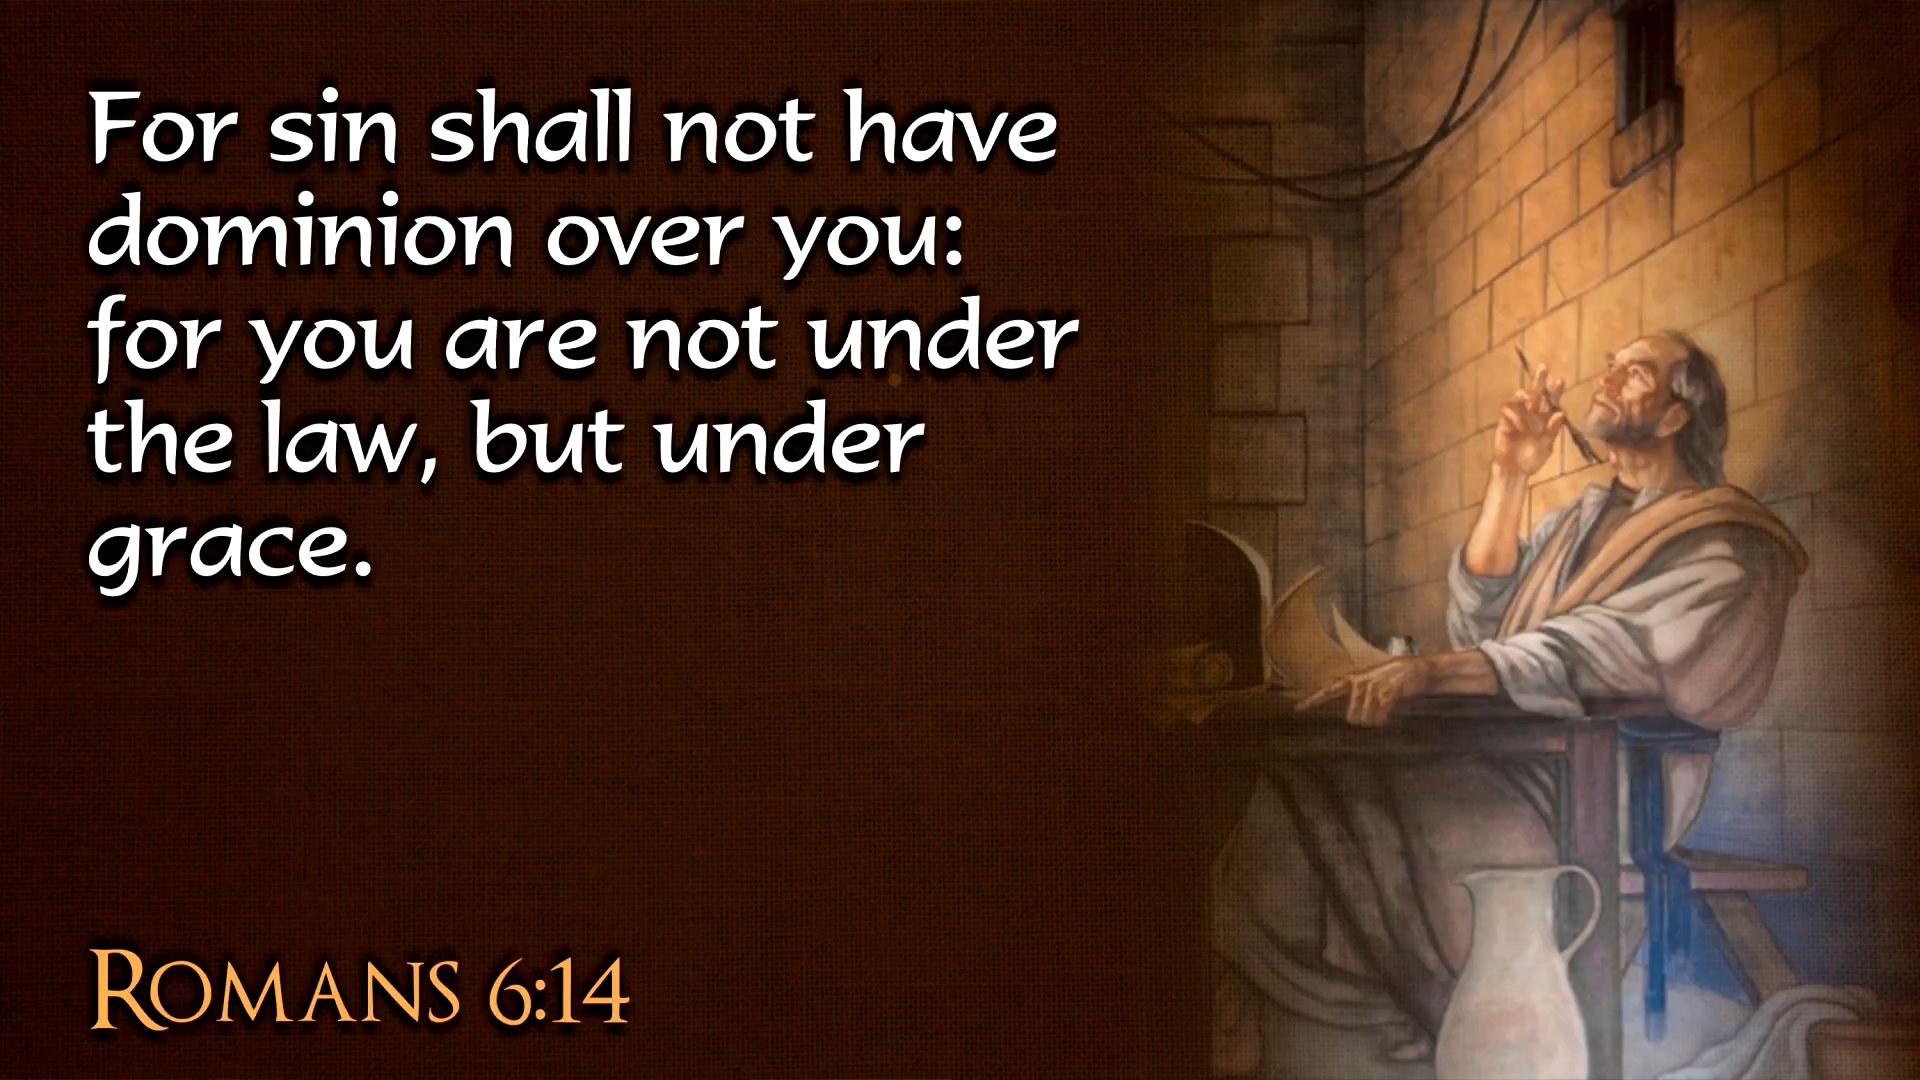 For sin shall not have
dominion over you:
for you are not under
the law, but under
grace.
Romans 6:14